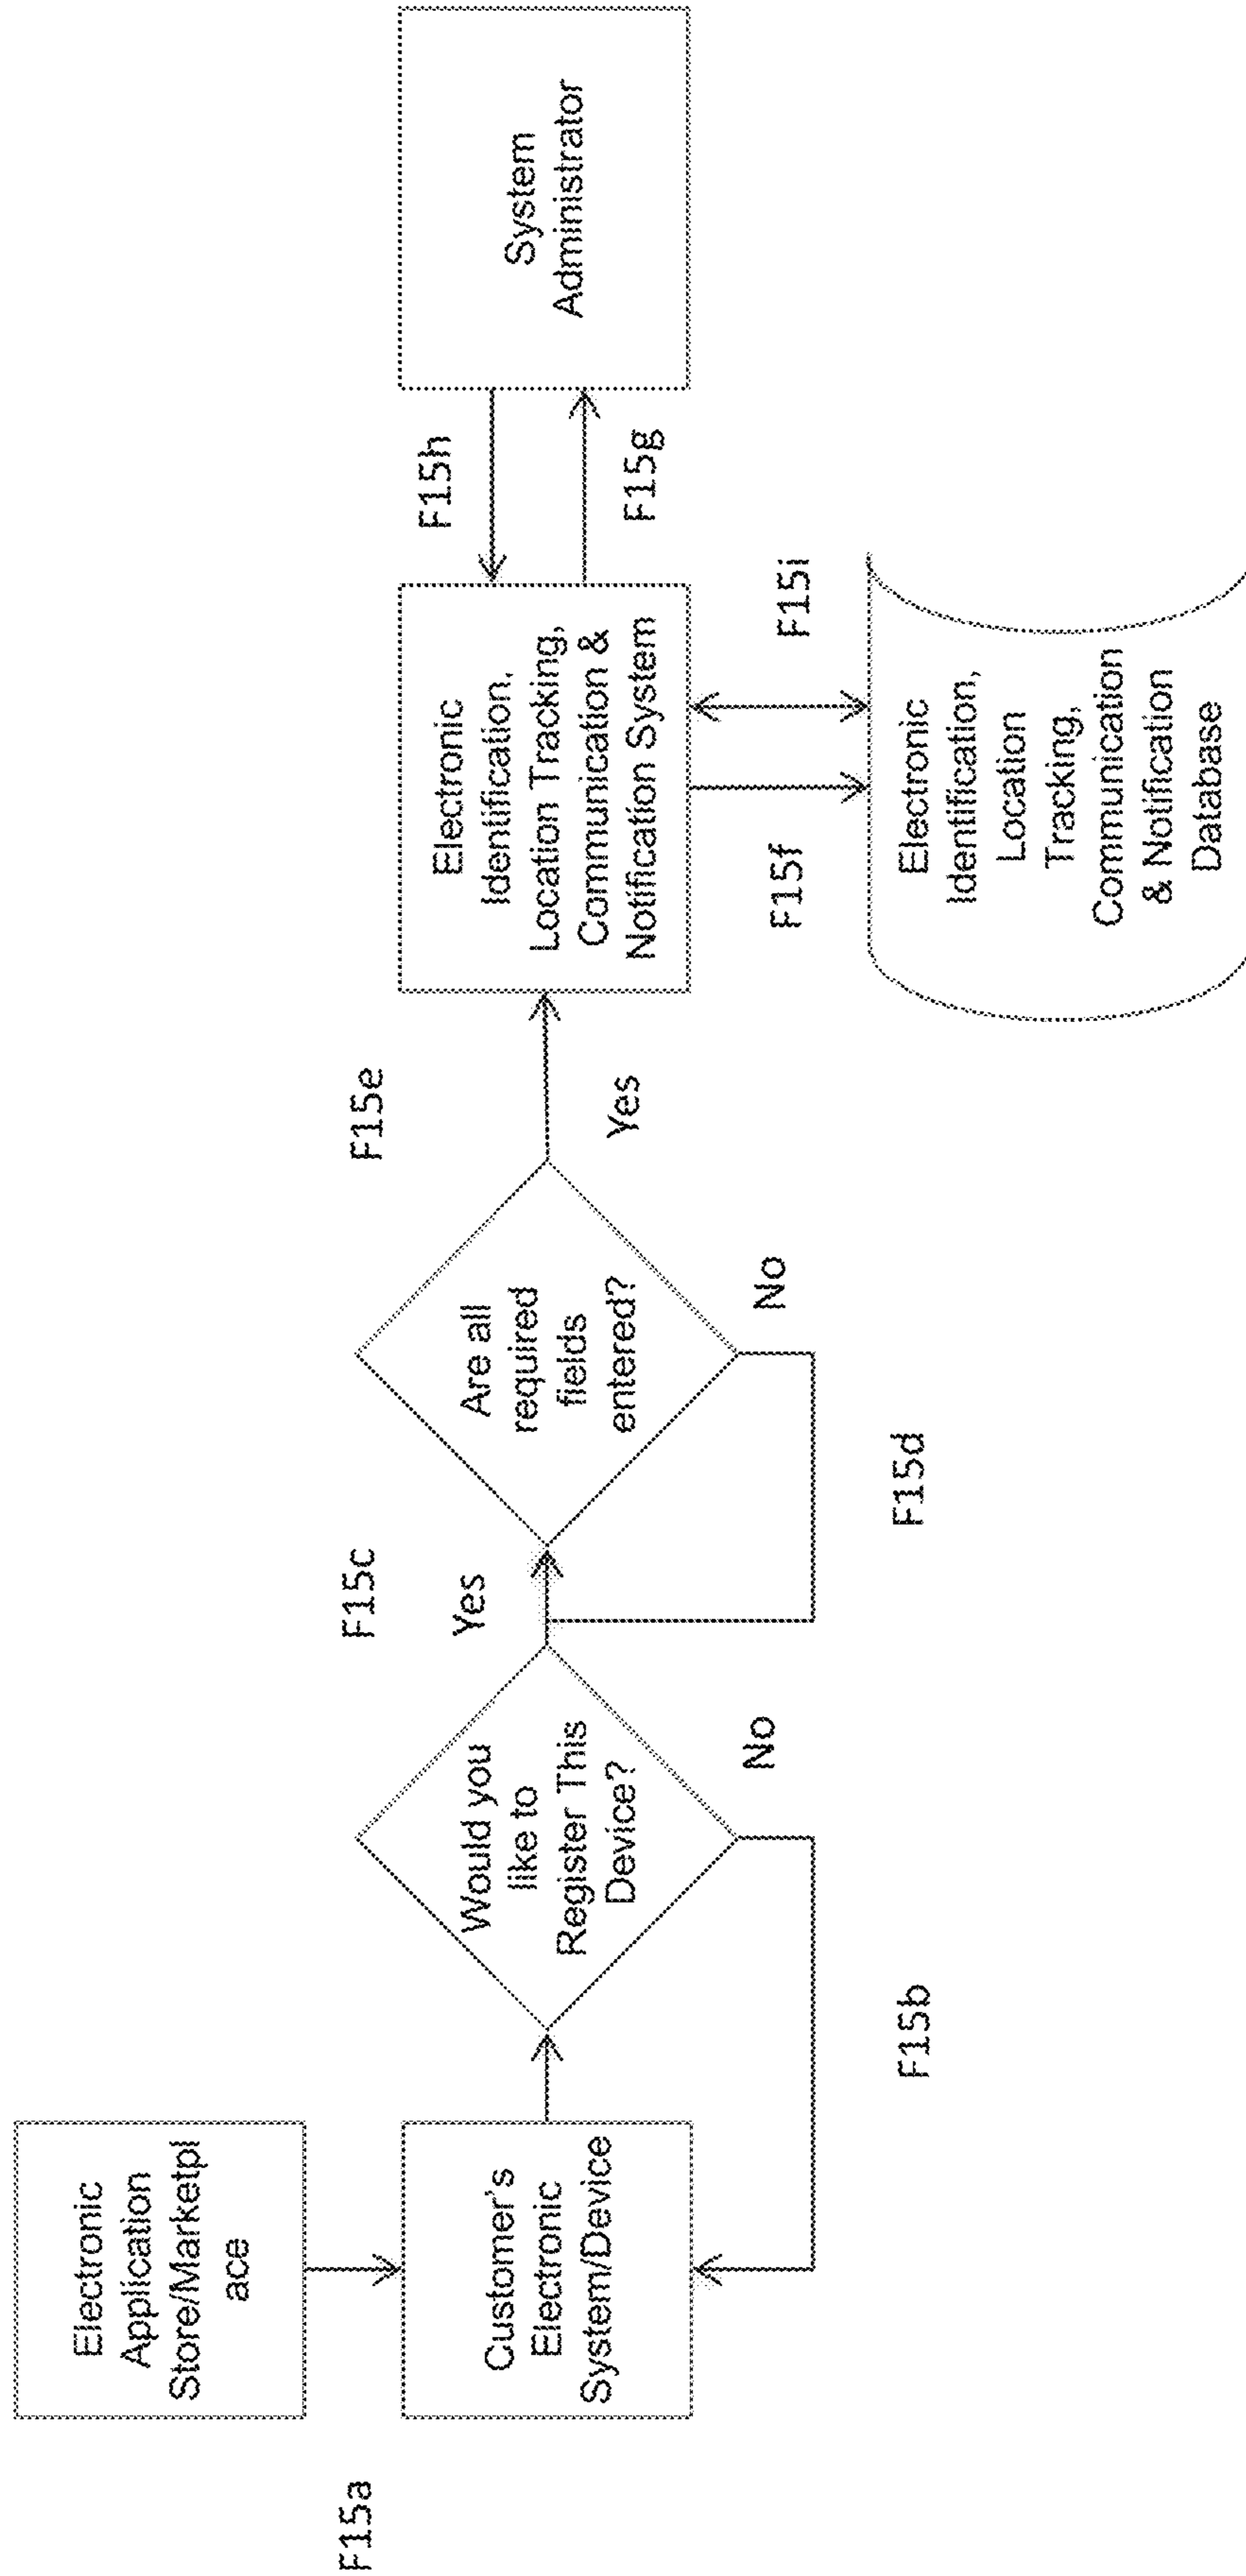 F15a
Electronic
Application
Store/Marketpl
ace
Customer's
Electronic
System/Device
F15b
No
Would you
like to
Register This
Device?
F15c
Yes
F15d
No
Are all
required
fields
entered?
F15e
Yes
Electronic
Identification,
Location Tracking,
Communication &
Notification System
F15f
F15i
Electronic
Identification,
Location
Tracking,
Communication
& Notification
Database
F15h
F15g
System
Administrator